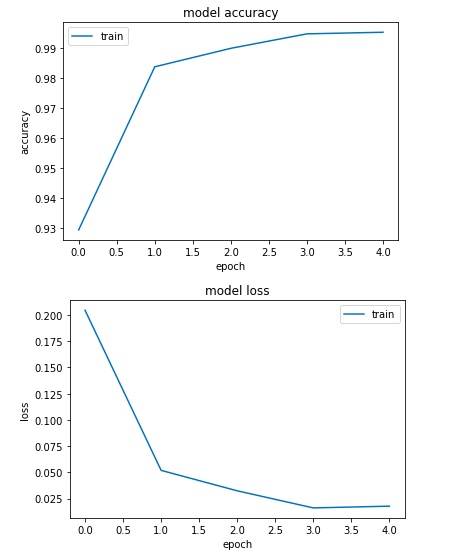 model accuracy
train
0.99
0.98
0.97
0.96
0.95
0.94
0.93
accuracy
0.0 0.5 1.0 1.5 2.0 2.5 3.0 3.5 4.0
epoch
model loss
train
0.200
0.175
0.150
0.125
0.100
0.075
0.050
0.025
loss
0.0 0.5 1.0 1.5 2.0 2.5 3.0 3.5 4.0
epoch